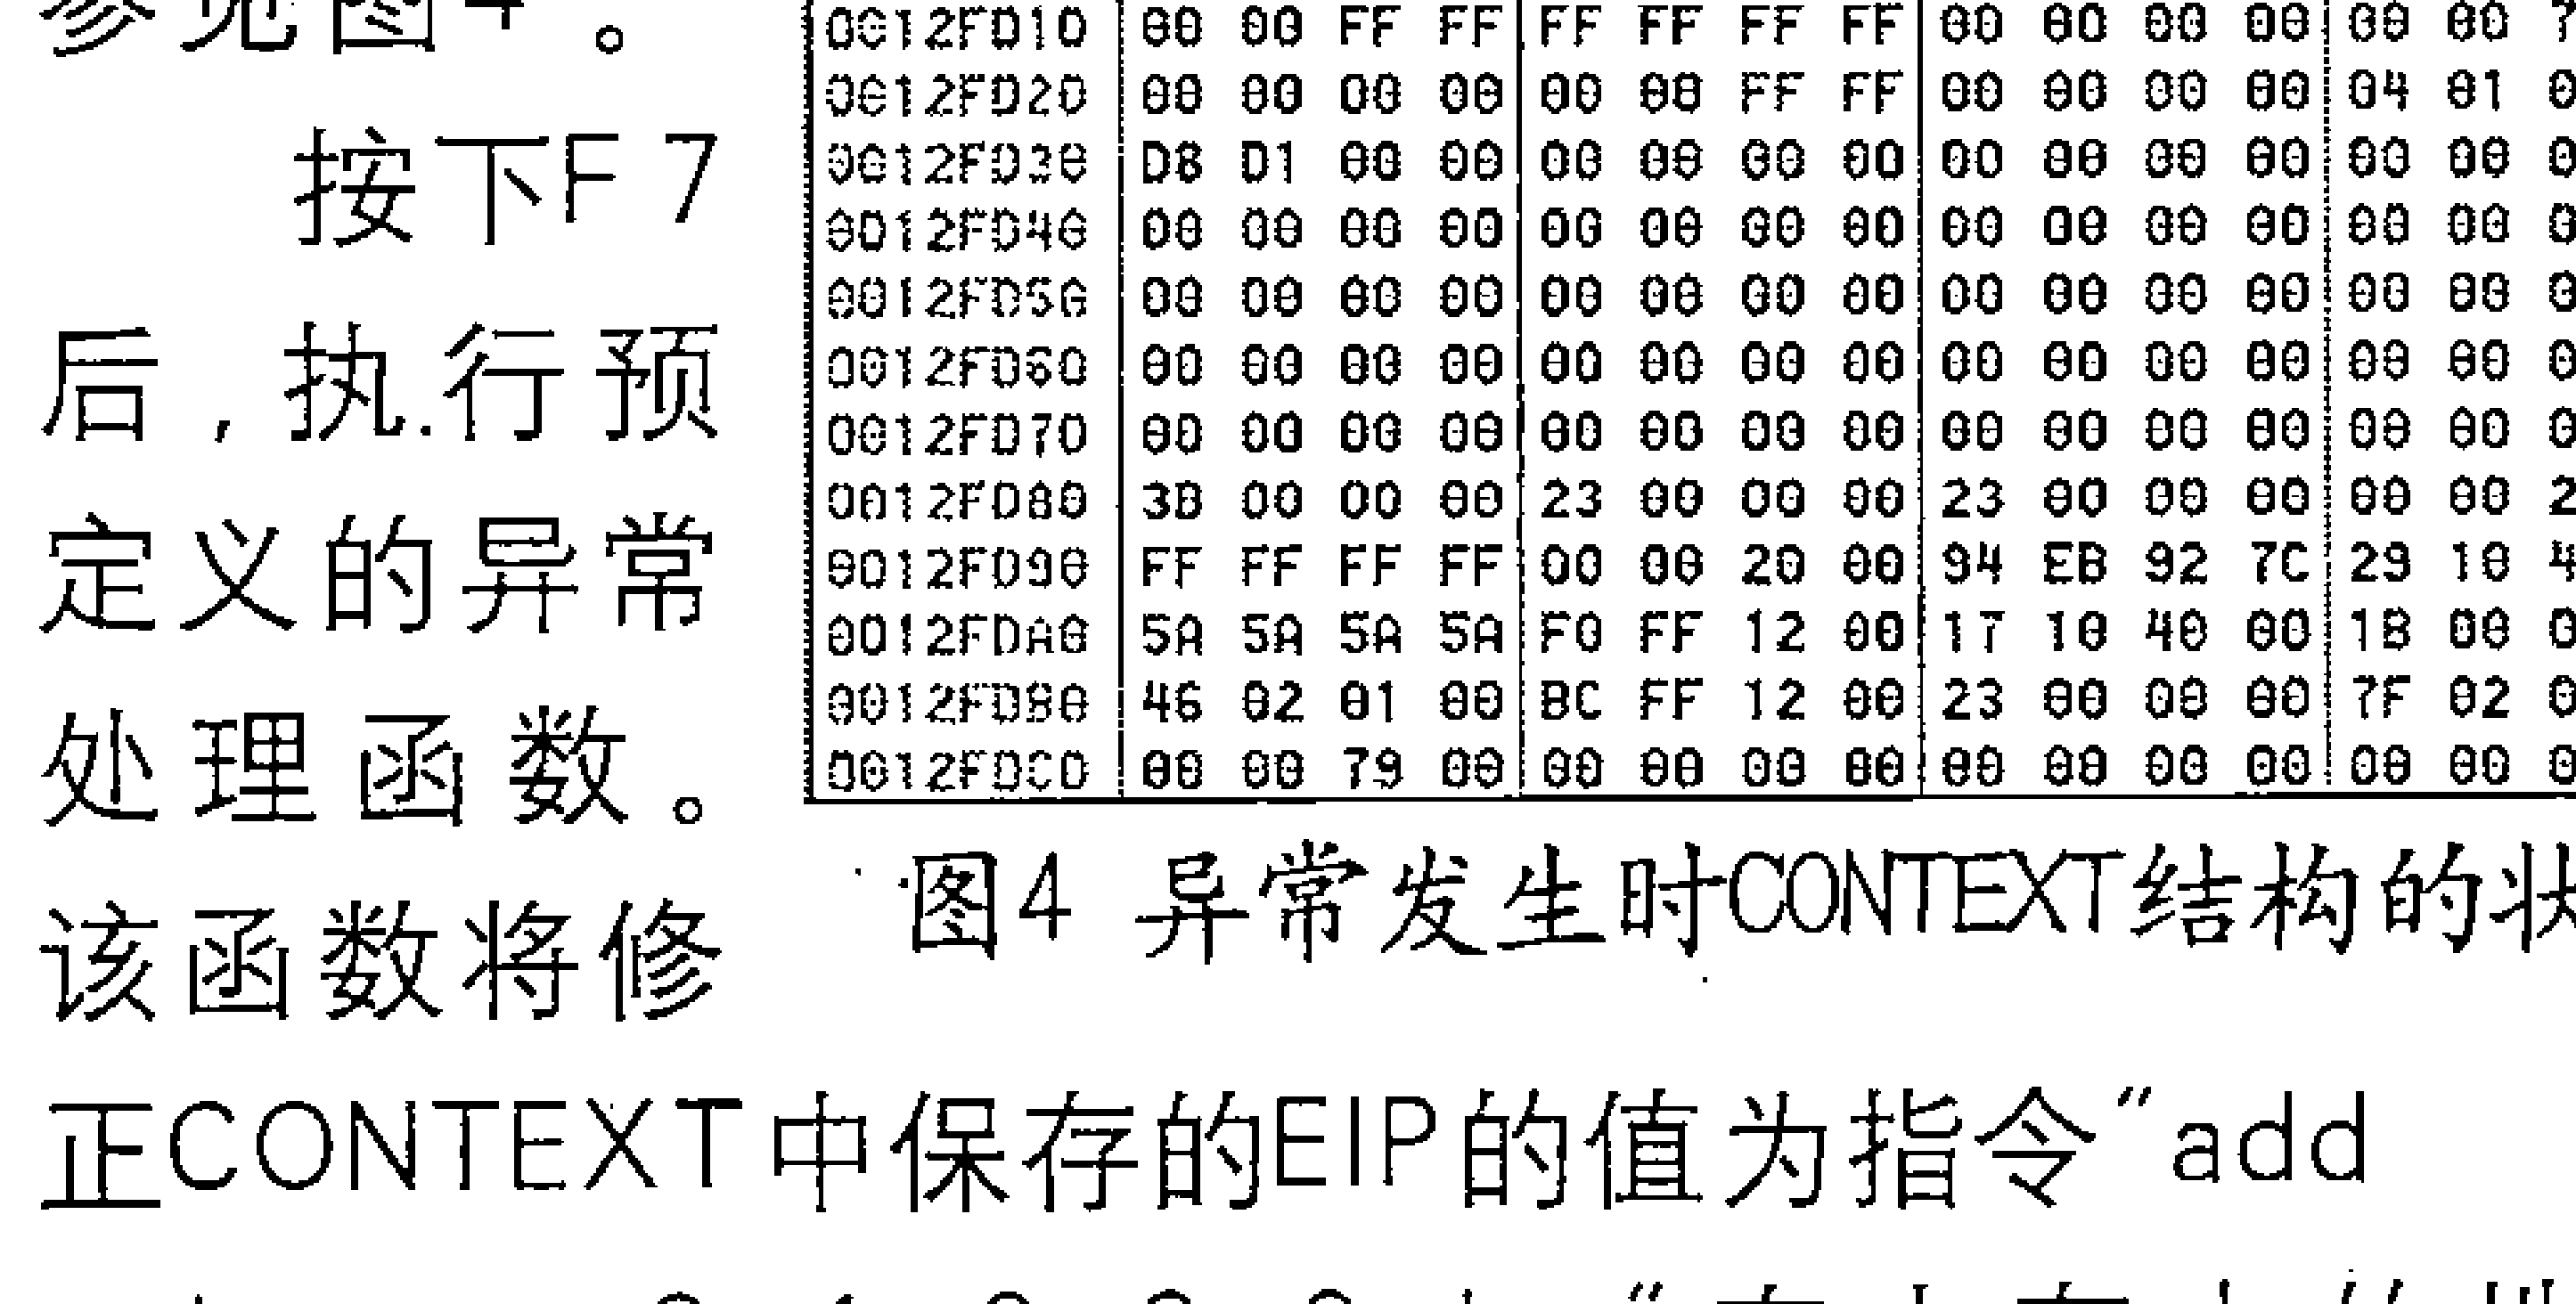 参见图4。
按下F7
后，执行预
定义的异常
处理函数。
该函数将修
正CONTEXT中保存的EIP的值为指令"add
0012FD10 00 00 FF FF FF FF FF FF 00 00 00 00 00 00
0012FD20 00 00 00 00 00 00 FF FF 00 00 00 00 04 01
0012FD30 D8 D1 00 00 00 00 00 00 00 00 00 00 00 00
0012FD40 00 00 00 00 00 00 00 00 00 00 00 00 00 00
0012FD50 00 00 00 00 00 00 00 00 00 00 00 00 00 00
0012FD60 00 00 00 00 00 00 00 00 00 00 00 00 00 00
0012FD70 00 00 00 00 00 00 00 00 00 00 00 00 00 00
0012FD80 3B 00 00 00 23 00 00 00 23 00 00 00 00 00
0012FD90 FF FF FF FF 00 00 20 00 94 EB 92 7C 29 10
0012FDA0 5A 5A 5A 5A F0 FF 12 00 17 10 40 00 1B 00
0012FDB0 46 02 01 00 BC FF 12 00 23 00 00 00 7F 02
0012FDC0 00 00 79 00 00 00 00 00 00 00 00 00 00 00
图4 异常发生时CONTEXT结构的状